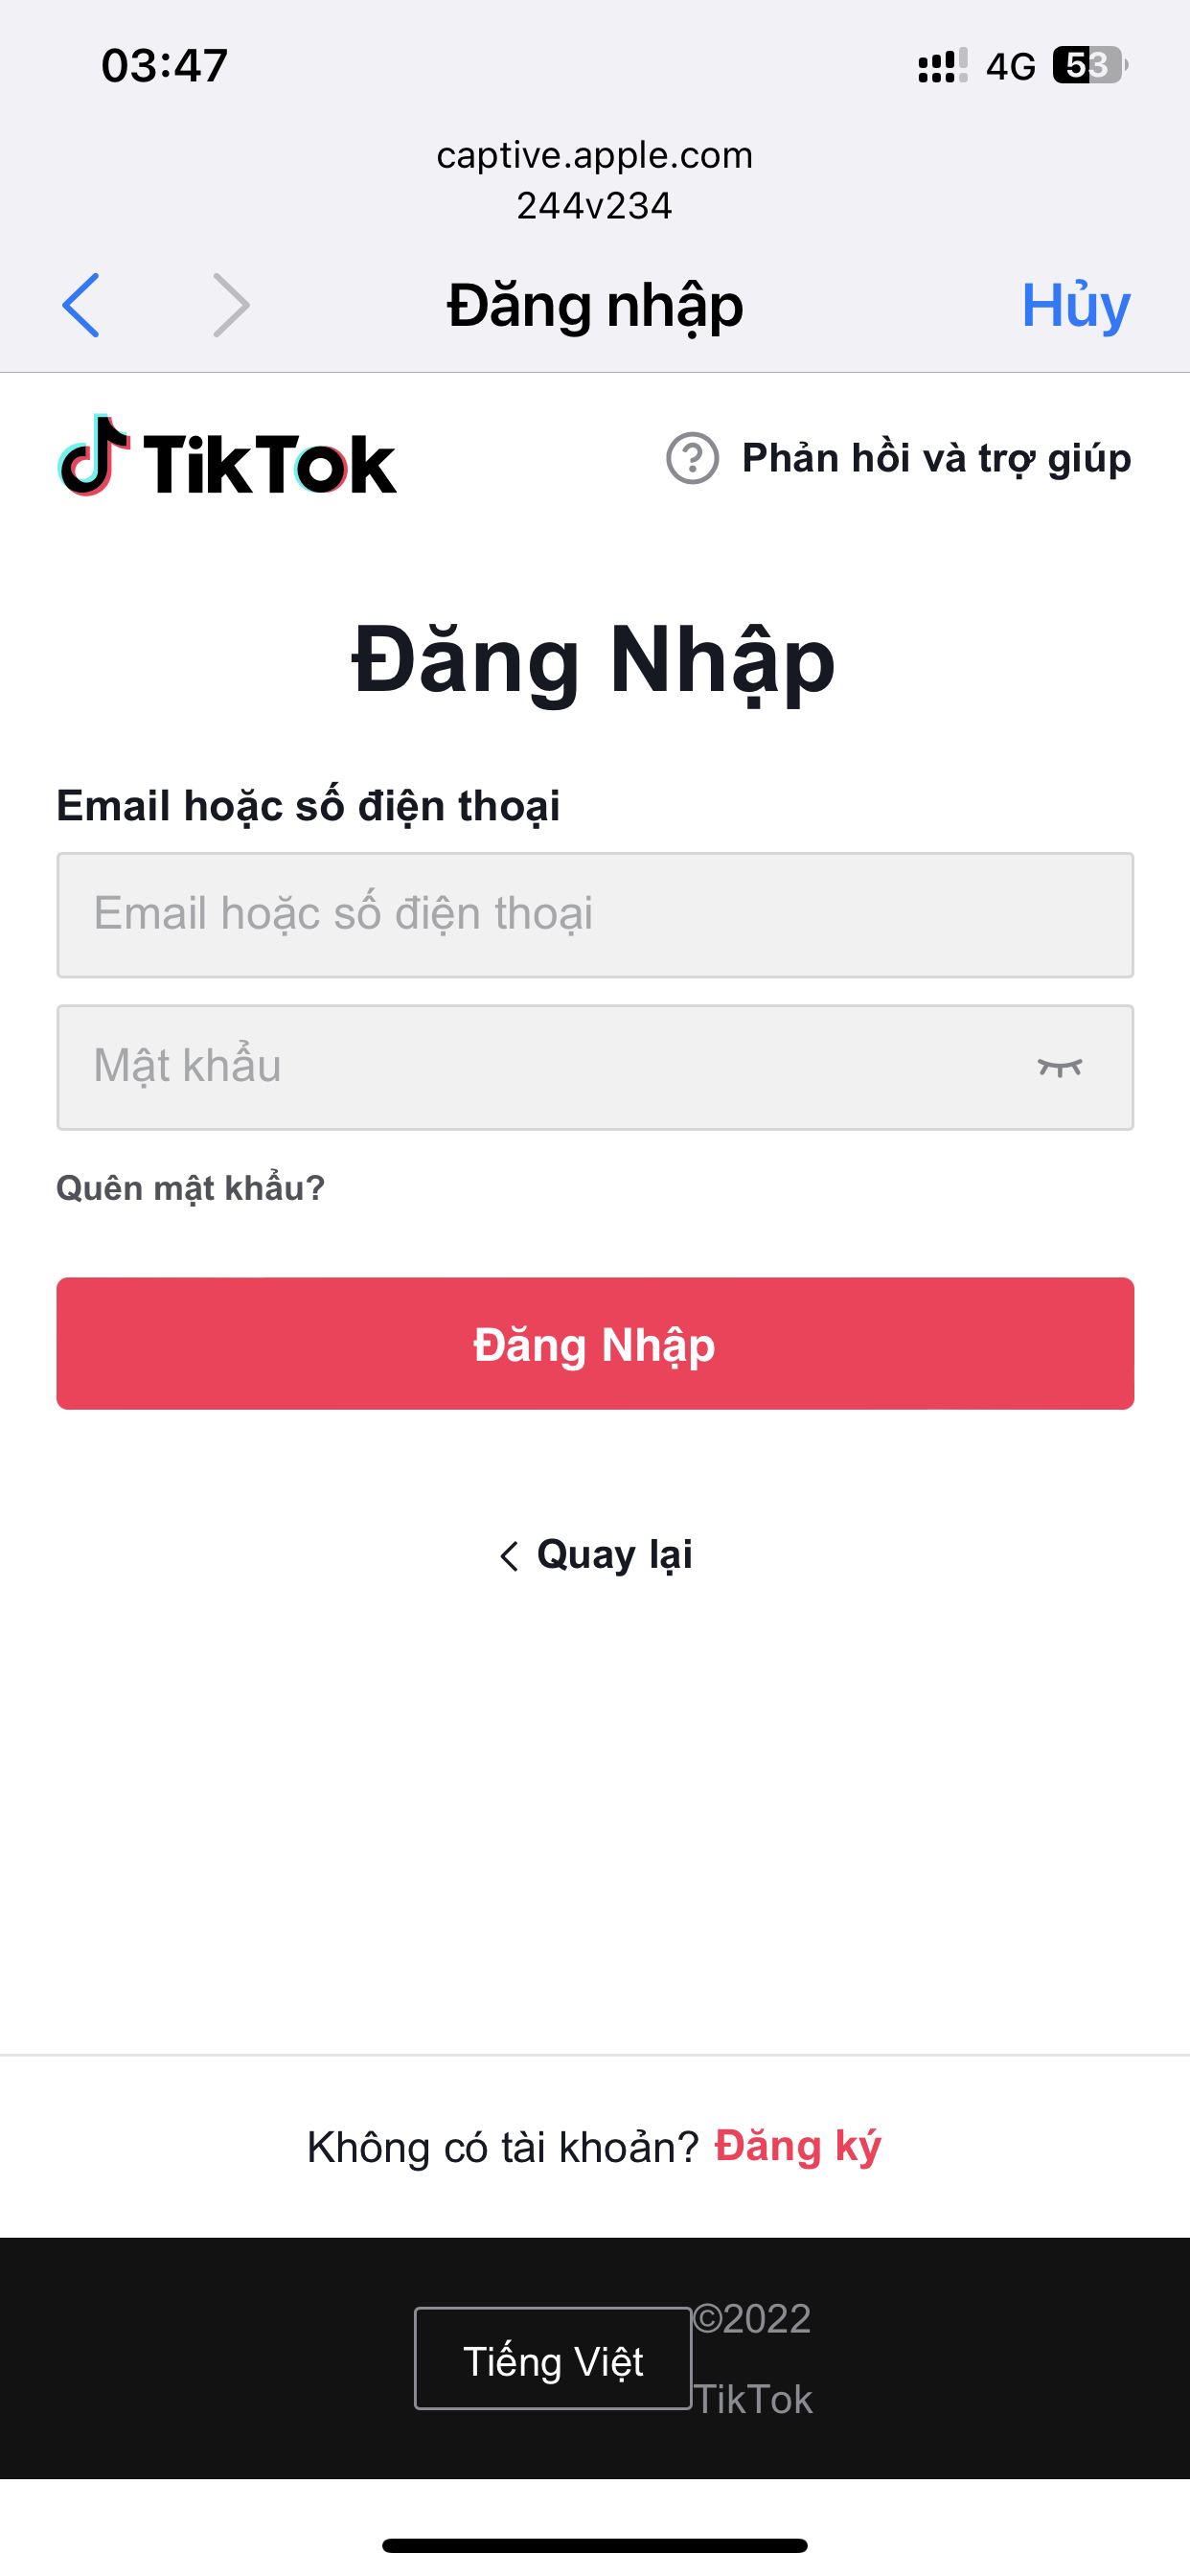 03:47
4G 53
captive.apple.com
244v234
Đăng nhập
Hủy
TikTok
Phản hồi và trợ giúp
Đăng Nhập
Email hoặc số điện thoại
Email hoặc số điện thoại
Mật khẩu
Quên mật khẩu?
Đăng Nhập
Quay lại
Không có tài khoản? Đăng ký
Tiếng Việt
©2022
TikTok